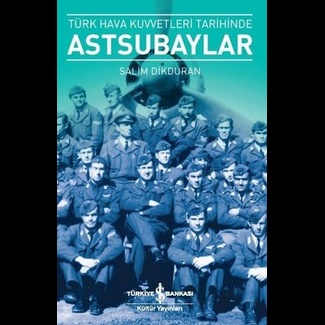 TÜRK HAVA KUVVETLERİ TARİHİNDE
ASTSUBAYLAR
SALİM DİKDURAN
TÜRKİYE İŞ BANKASI
Kültür Yayınları